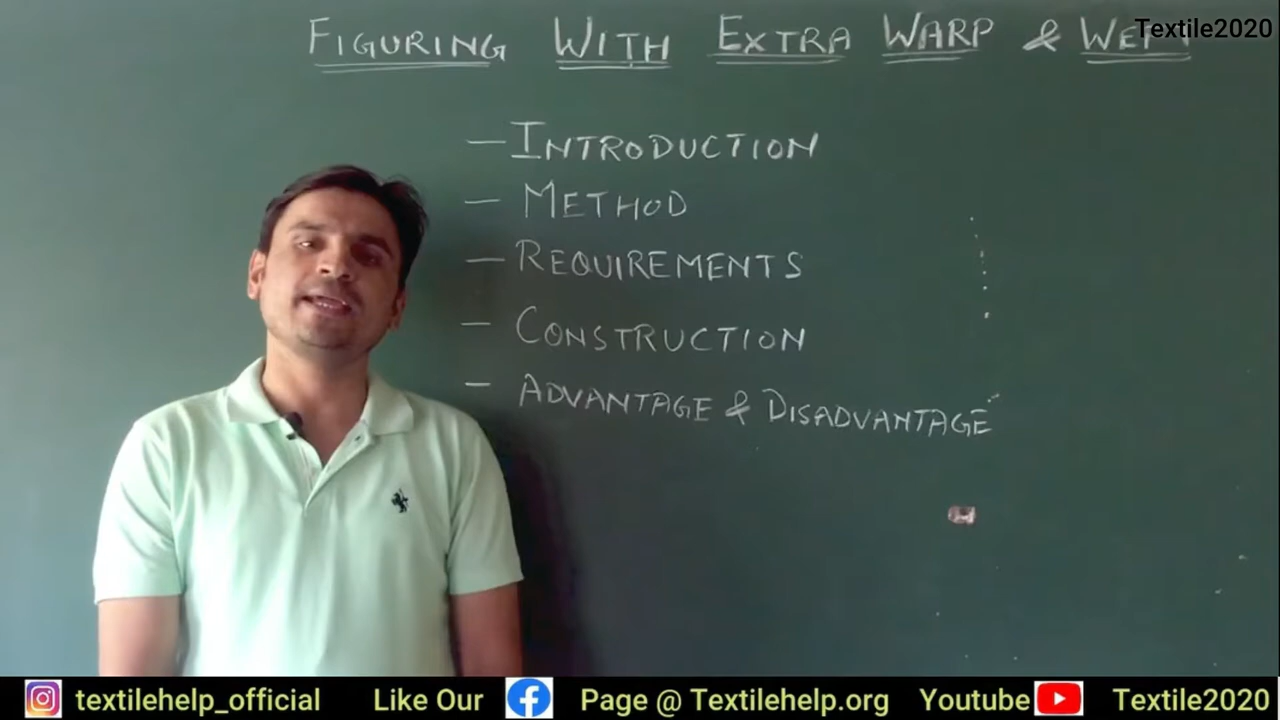 FIGURING WITH EXTRA WARP & WEFT
Textile2020
— INTRODUCTION
— METHOD
— REQUIREMENTS
— CONSTRUCTION
— ADVANTAGE & DISADVANTAGE
textilehelp_official Like Our Page @ Textilehelp.org Youtube Textile2020